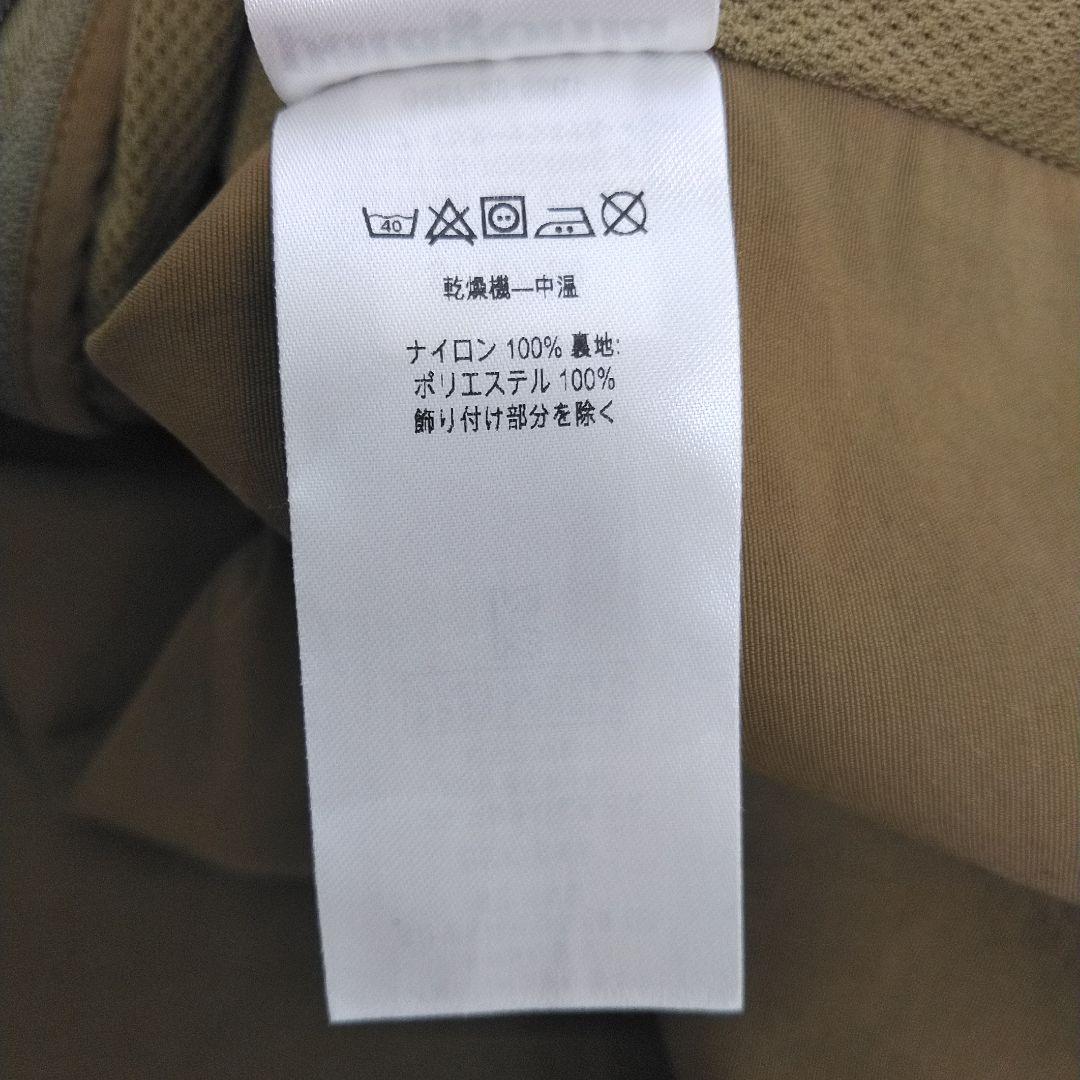 40
乾燥機—中温
ナイロン 100% 裏地:
ポリエステル 100%
飾り付け部分を除く